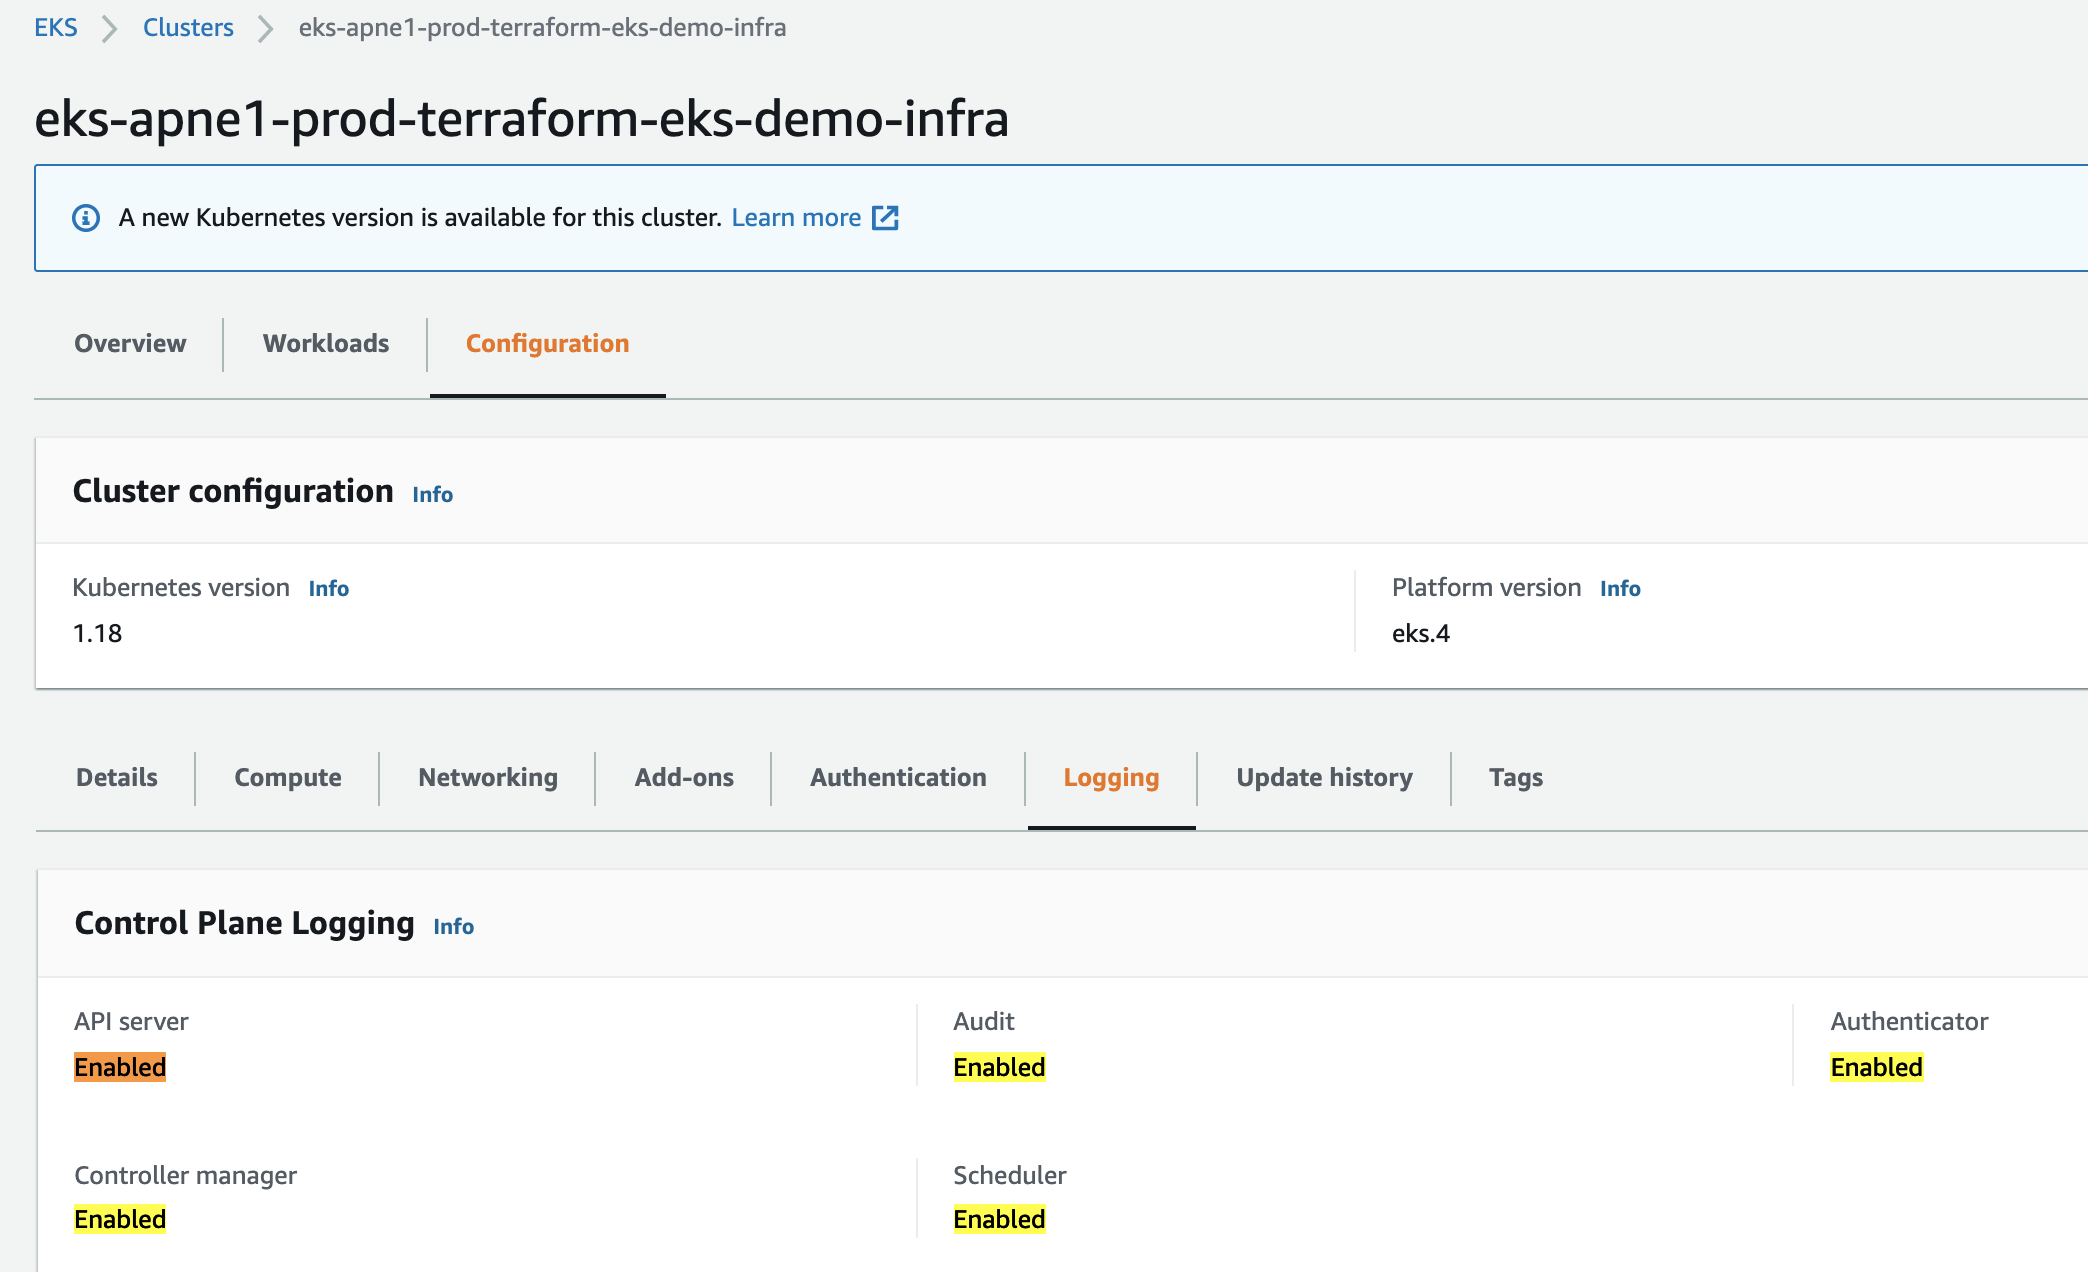 EKS > Clusters > eks-apne1-prod-terraform-eks-demo-infra
eks-apne1-prod-terraform-eks-demo-infra
A new Kubernetes version is available for this cluster. Learn more
Overview Workloads Configuration
Cluster configuration Info
Kubernetes version Info Platform version Info
1.18 eks.4
Details Compute Networking Add-ons Authentication Logging Update history Tags
Control Plane Logging Info
API server Audit Authenticator
Enabled Enabled Enabled
Controller manager Scheduler
Enabled Enabled